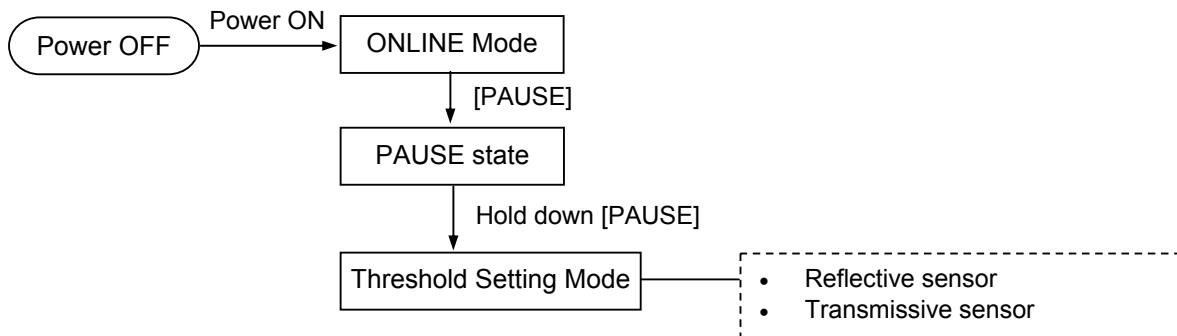 Power OFF
Power ON
ONLINE Mode
[PAUSE]
PAUSE state
Hold down [PAUSE]
Threshold Setting Mode
• Reflective sensor
• Transmissive sensor